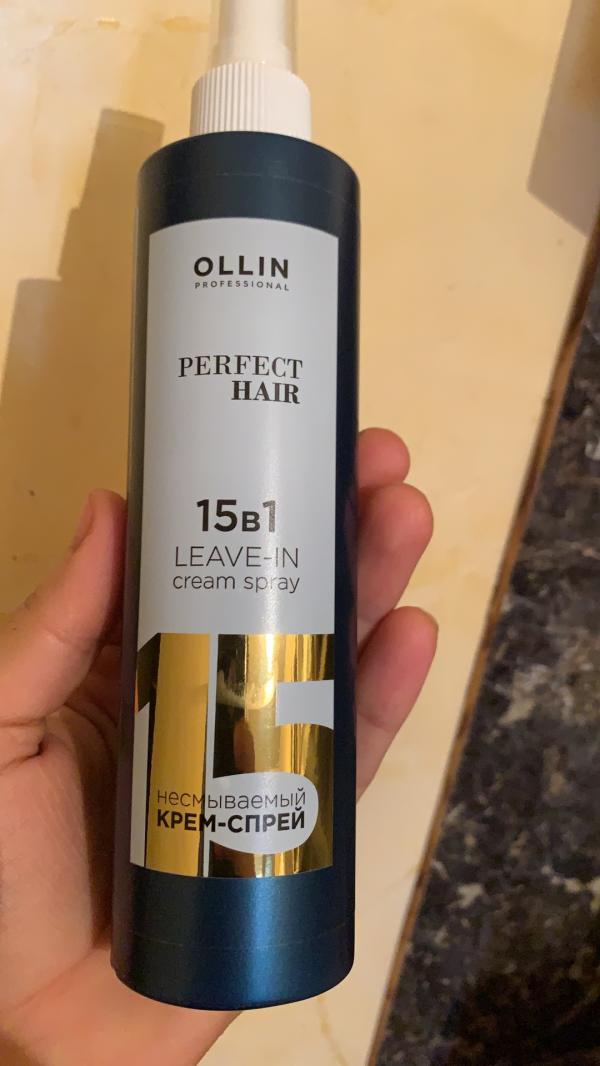 OLLIN
PROFESSIONAL
PERFECT
HAIR
15в1
LEAVE-IN
cream spray
15
несмываемый
КРЕМ-СПРЕЙ